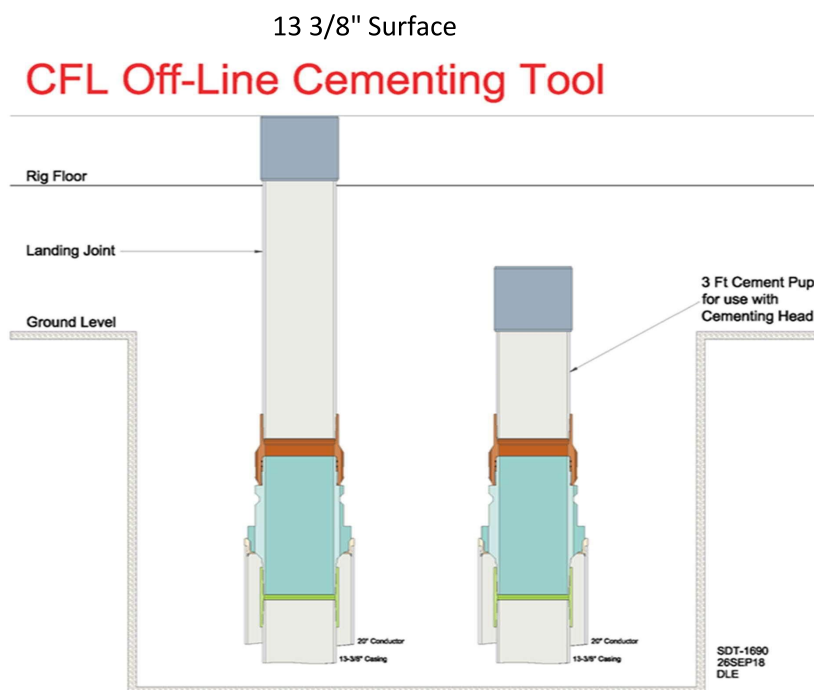 13 3/8" Surface
CFL Off-Line Cementing Tool
Rig Floor
Landing Joint
3 Ft Cement Pup
for use with
Cementing Head
Ground Level
20" Conductor
13-3/8" Casing
20" Conductor
13-3/8" Casing
SDT-1690
26SEP18
DLE